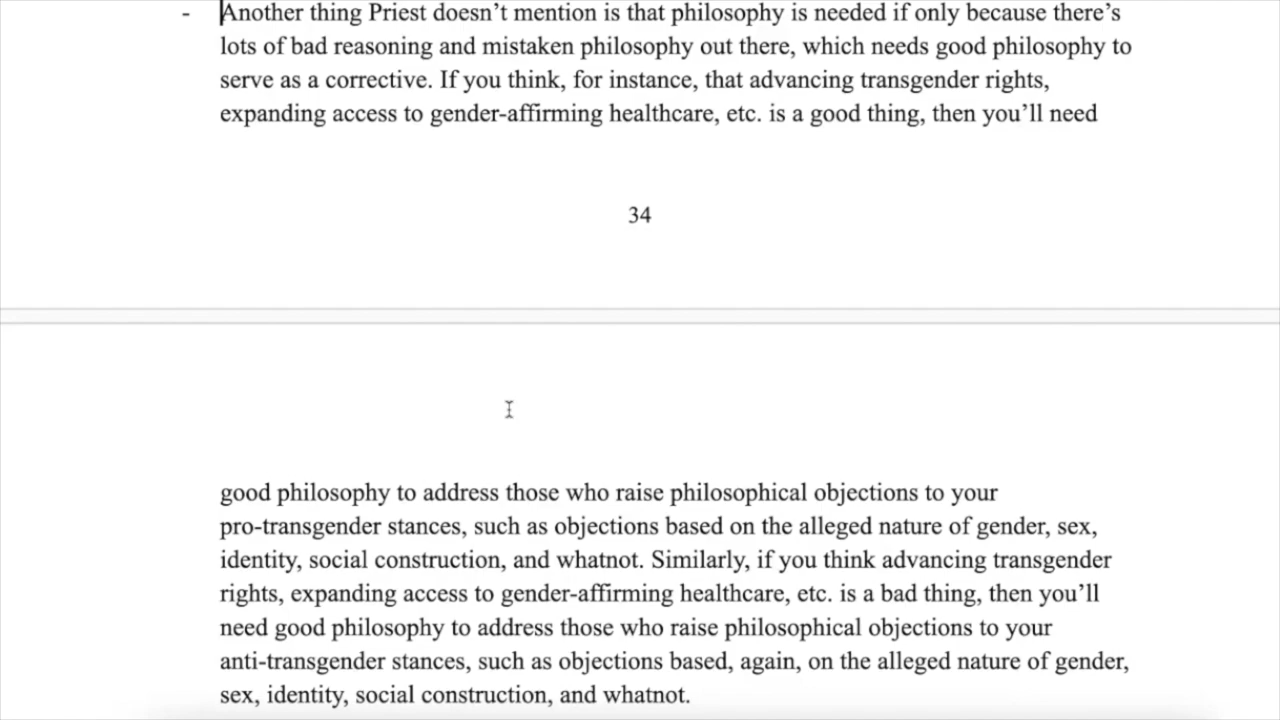 - Another thing Priest doesn’t mention is that philosophy is needed if only because there’s
lots of bad reasoning and mistaken philosophy out there, which needs good philosophy to
serve as a corrective. If you think, for instance, that advancing transgender rights,
expanding access to gender-affirming healthcare, etc. is a good thing, then you’ll need
34
good philosophy to address those who raise philosophical objections to your
pro-transgender stances, such as objections based on the alleged nature of gender, sex,
identity, social construction, and whatnot. Similarly, if you think advancing transgender
rights, expanding access to gender-affirming healthcare, etc. is a bad thing, then you’ll
need good philosophy to address those who raise philosophical objections to your
anti-transgender stances, such as objections based, again, on the alleged nature of gender,
sex, identity, social construction, and whatnot.